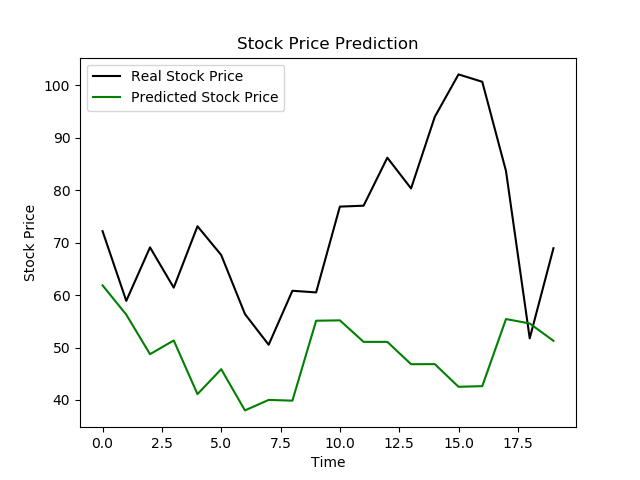 Stock Price Prediction
Real Stock Price
Predicted Stock Price
Stock Price
100
90
80
70
60
50
40
0.0 2.5 5.0 7.5 10.0 12.5 15.0 17.5
Time